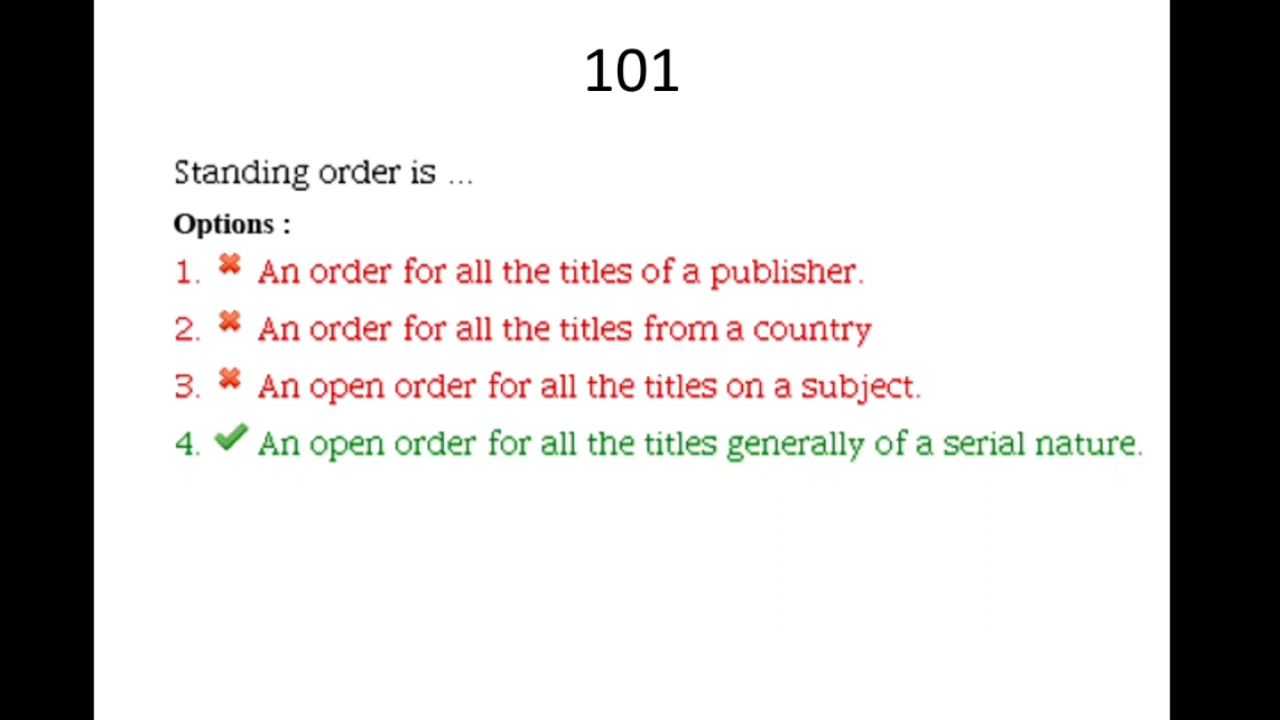 101
Standing order is ...
Options :
1. ✖ An order for all the titles of a publisher.
2. ✖ An order for all the titles from a country
3. ✖ An open order for all the titles on a subject.
4. ✔ An open order for all the titles generally of a serial nature.